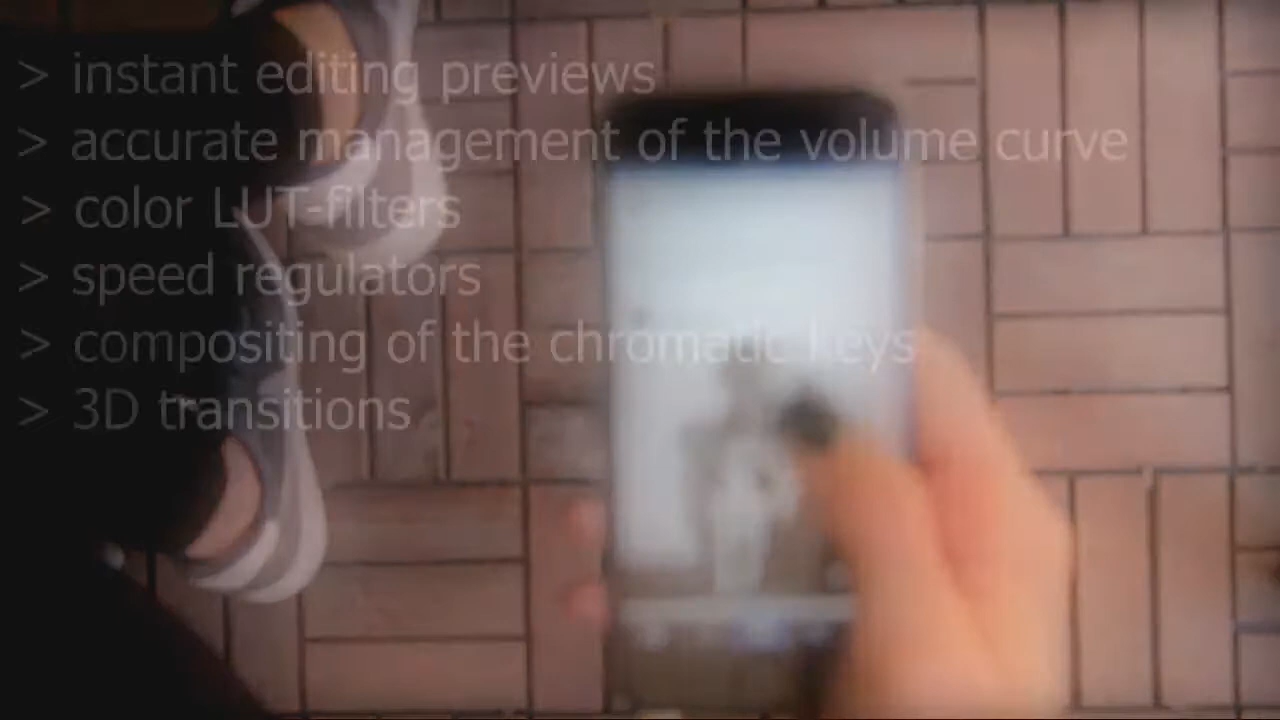 > instant editing previews
> accurate management of the volume curve
> color LUT-filters
> speed regulators
> compositing of the chromatic keys
> 3D transitions